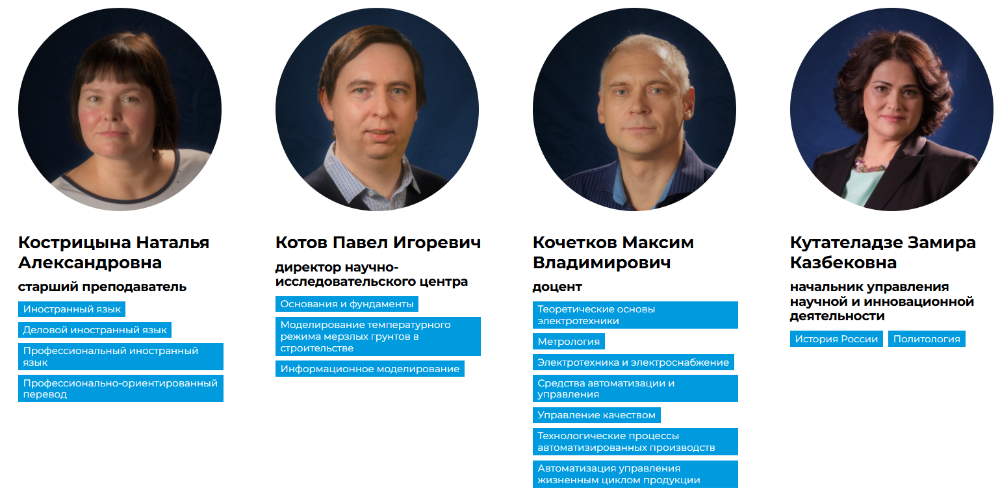 Кострицына Наталья
Александровна
старший преподаватель
Иностранный язык
Деловой иностранный язык
Профессиональный иностранный
язык
Профессионально-ориентированный
перевод
Котов Павел Игоревич
директор научно-
исследовательского центра
Основания и фундаменты
Моделирование температурного
режима мерзлых грунтов в
строительстве
Информационное моделирование
Кочетков Максим
Владимирович
доцент
Теоретические основы
электротехники
Метрология
Электротехника и электроснабжение
Средства автоматизации и
управления
Управление качеством
Технологические процессы
автоматизированных производств
Автоматизация управления
жизненным циклом продукции
Кутателадзе Замира
Казбековна
начальник управления
научной и инновационной
деятельности
История России Политология